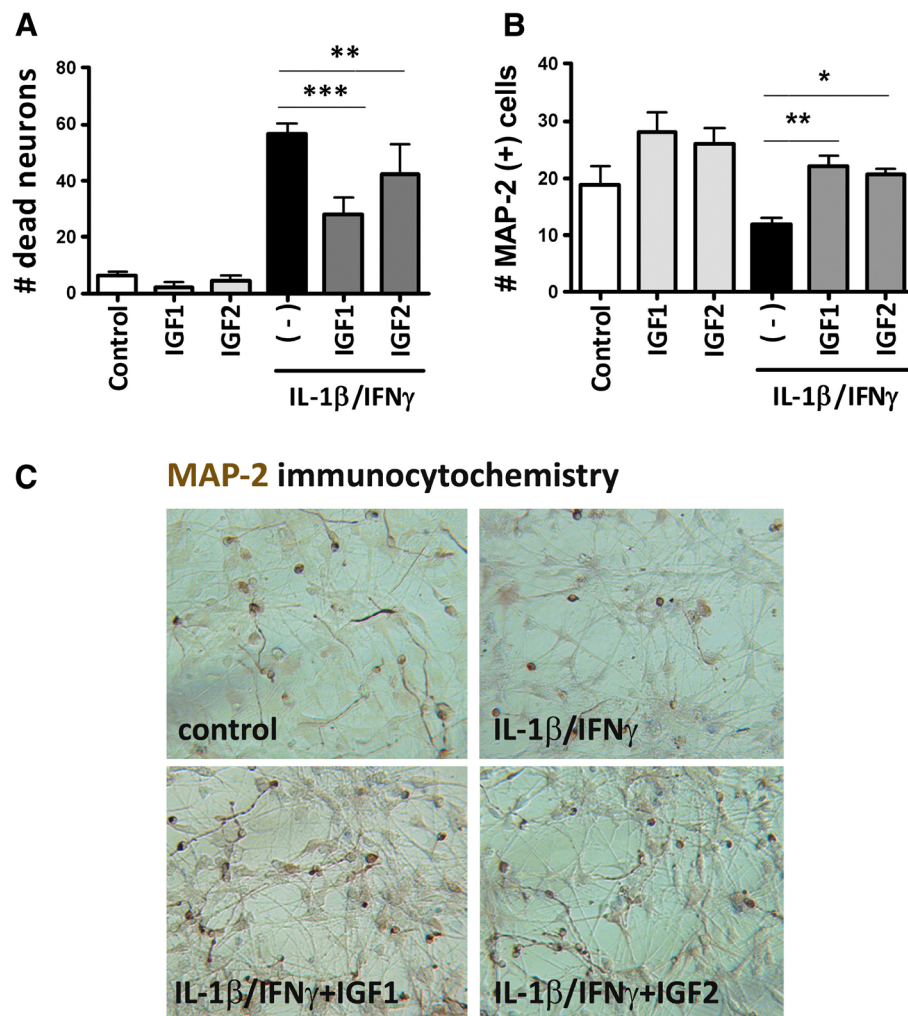 A
# dead neurons
80
60
40
20
0
**
***
Control
IGF1
IGF2
(-)
IGF1
IGF2
IL-1β/IFNγ
B
# MAP-2 (+) cells
40
30
20
10
0
*
**
Control
IGF1
IGF2
(-)
IGF1
IGF2
IL-1β/IFNγ
C
MAP-2 immunocytochemistry
control
IL-1β/IFNγ
IL-1β/IFNγ+IGF1
IL-1β/IFNγ+IGF2